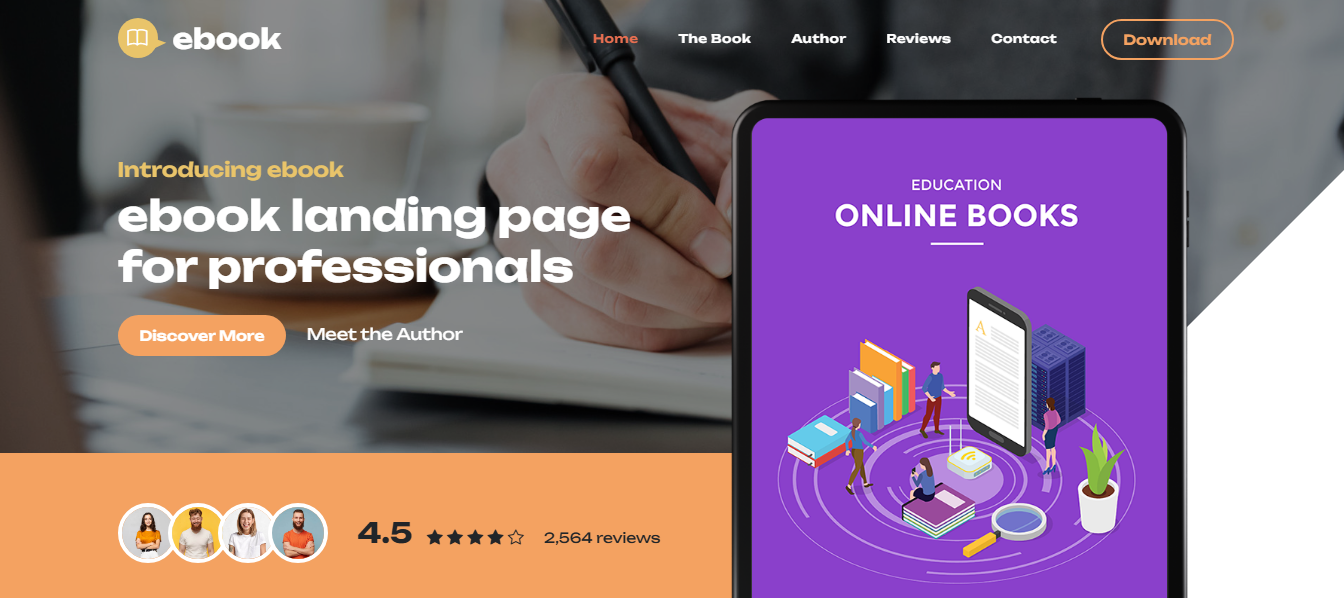 ebook
Home The Book Author Reviews Contact Download
Introducing ebook
ebook landing page
for professionals
Discover More Meet the Author
EDUCATION
ONLINE BOOKS
A
4.5 2,564 reviews